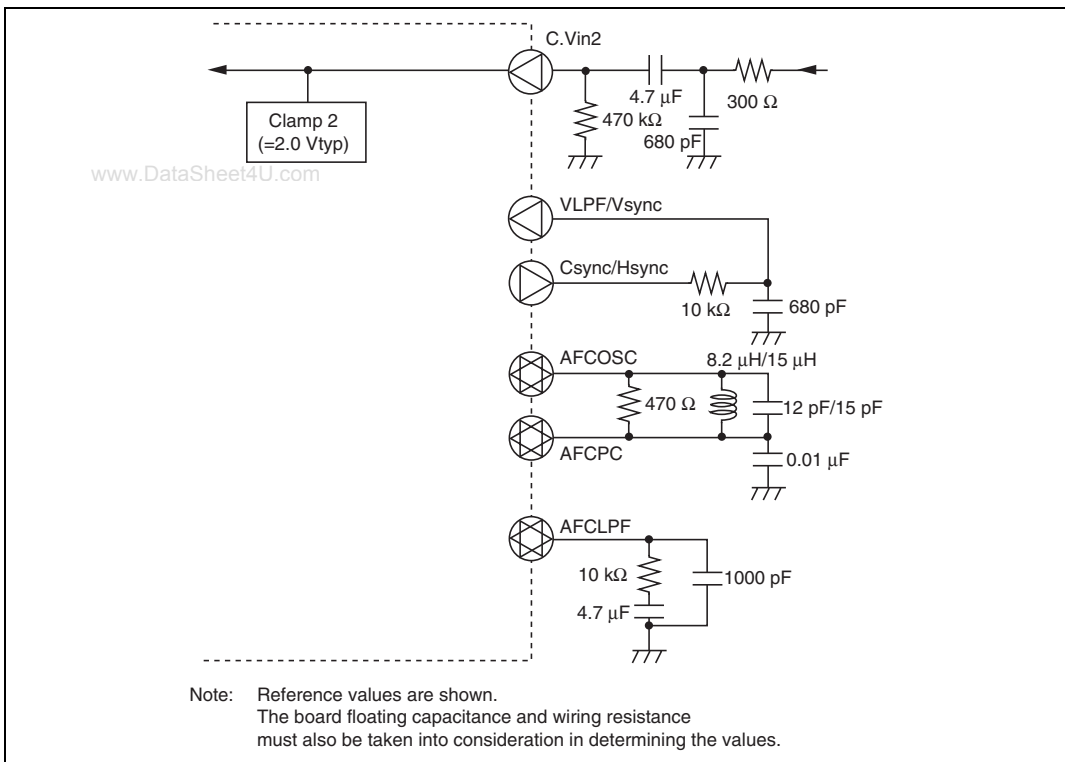 C.Vin2
4.7 µF
300 Ω
470 kΩ
680 pF
Clamp 2
(=2.0 Vtyp)
www.DataSheet4U.com
VLPF/Vsync
Csync/Hsync
10 kΩ
680 pF
AFCOSC
8.2 µH/15 µH
470 Ω
12 pF/15 pF
AFCPC
0.01 µF
AFCLPF
10 kΩ
1000 pF
4.7 µF
Note: Reference values are shown.
The board floating capacitance and wiring resistance
must also be taken into consideration in determining the values.